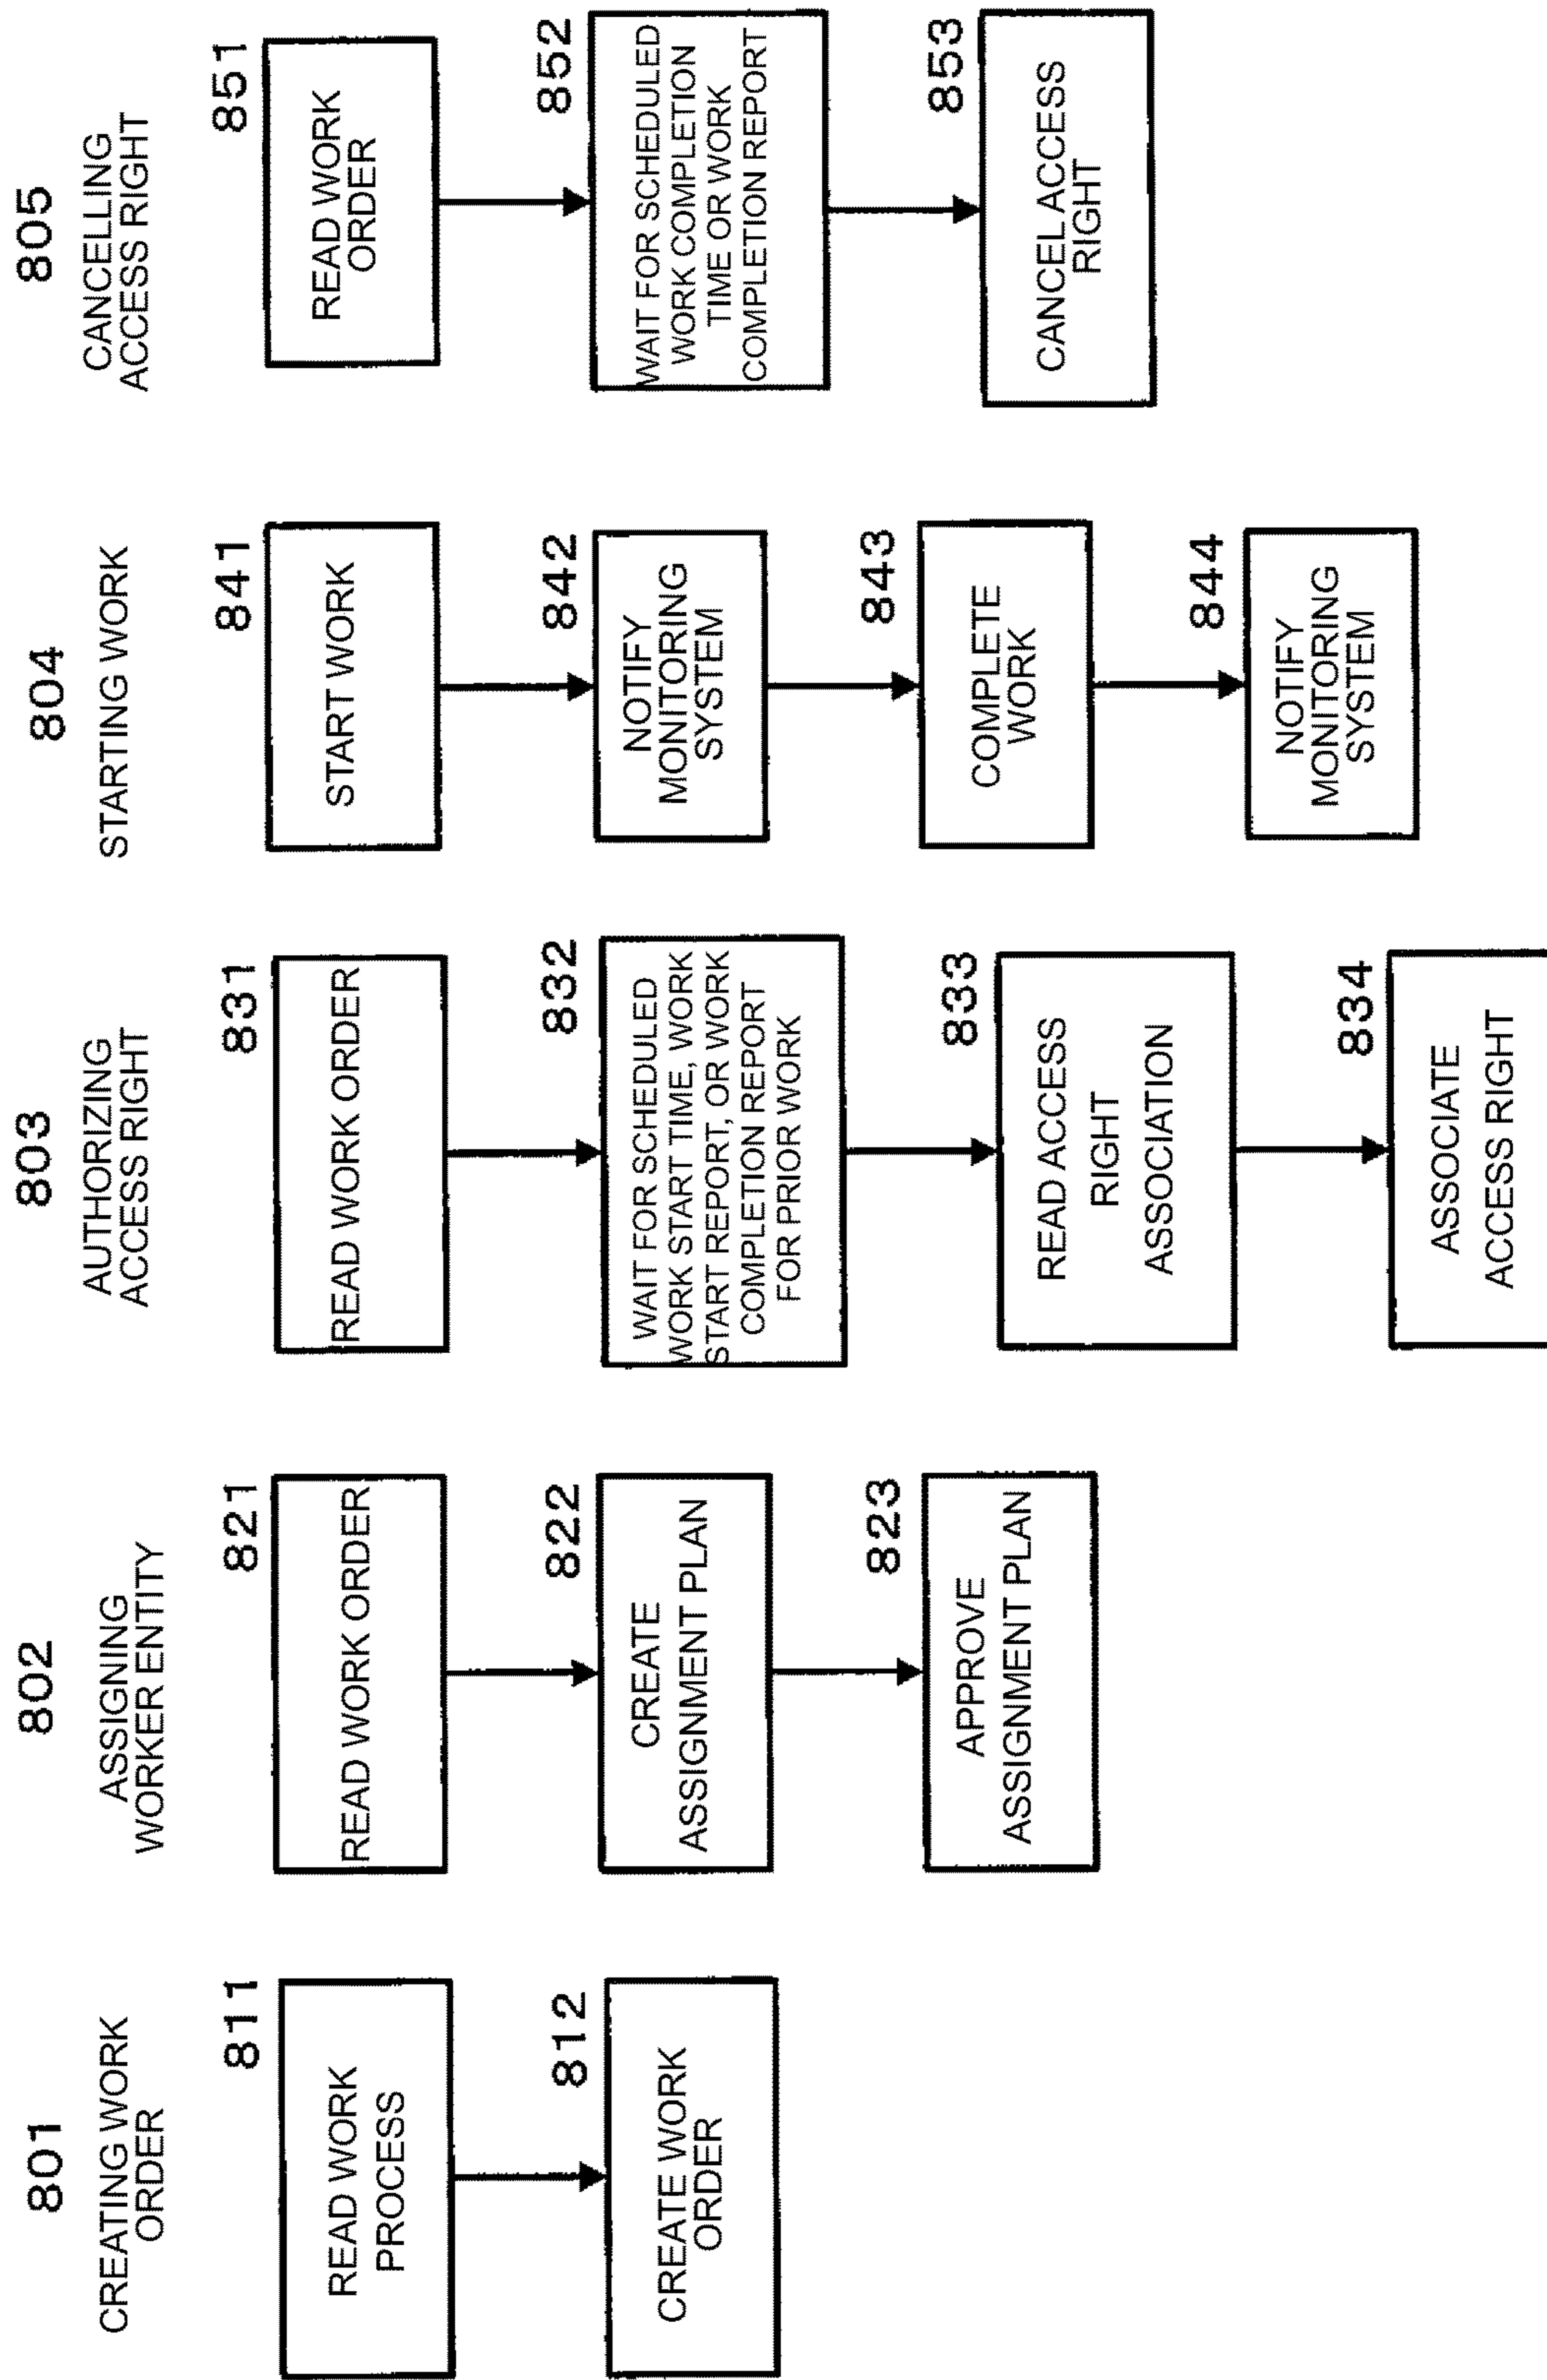 801
CREATING WORK
ORDER
811
READ WORK
PROCESS
812
CREATE WORK
ORDER
802
ASSIGNING
WORKER ENTITY
821
READ WORK ORDER
822
CREATE
ASSIGNMENT PLAN
823
APPROVE
ASSIGNMENT PLAN
803
AUTHORIZING
ACCESS RIGHT
831
READ WORK ORDER
832
WAIT FOR SCHEDULED
WORK START TIME, WORK
START REPORT, OR WORK
COMPLETION REPORT
FOR PRIOR WORK
833
READ ACCESS
RIGHT
ASSOCIATION
834
ASSOCIATE
ACCESS RIGHT
804
STARTING WORK
841
START WORK
842
NOTIFY
MONITORING
SYSTEM
843
COMPLETE
WORK
844
NOTIFY
MONITORING
SYSTEM
805
CANCELLING
ACCESS RIGHT
851
READ WORK
ORDER
852
WAIT FOR SCHEDULED
WORK COMPLETION
TIME OR WORK
COMPLETION REPORT
853
CANCEL ACCESS
RIGHT